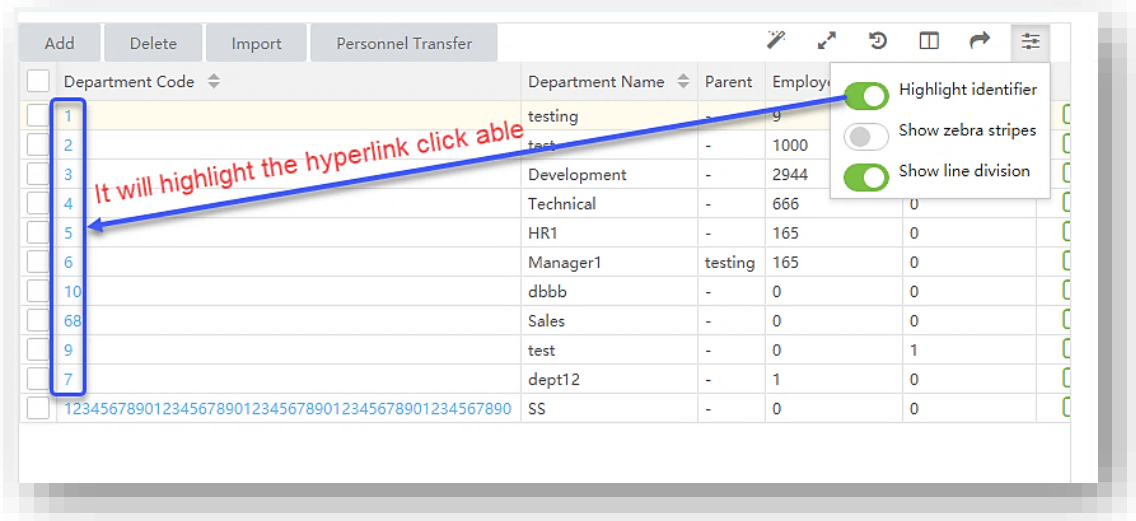 Add Delete Import Personnel Transfer
Department Code Department Name Parent Employe
Highlight identifier
Show zebra stripes
Show line division
It will highlight the hyperlink click able
1 testing - 9
2 test - 1000
3 Development - 2944
4 Technical - 666 0
5 HR1 - 165 0
6 Manager1 testing 165 0
10 dbbb - 0 0
68 Sales - 0 0
9 test - 0 1
7 dept12 - 1 0
12345678901234567890123456789012345678901234567890 SS - 0 0